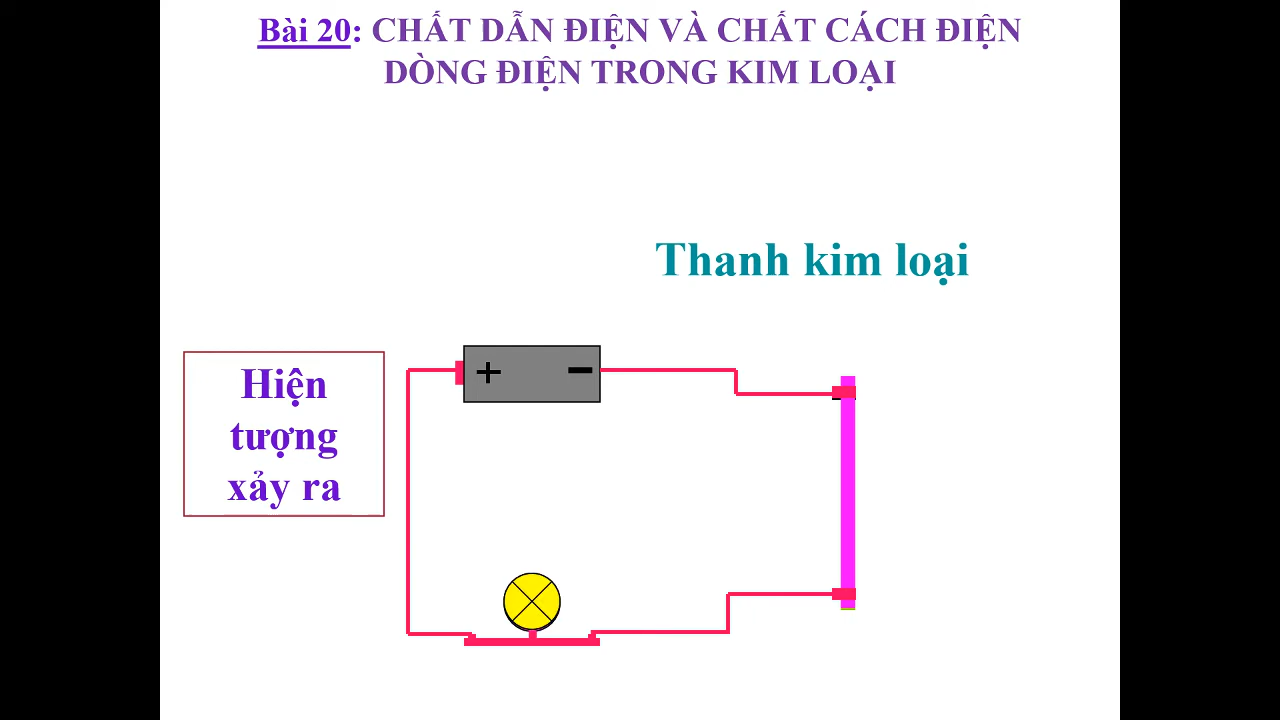 Bài 20: CHẤT DẪN ĐIỆN VÀ CHẤT CÁCH ĐIỆN
DÒNG ĐIỆN TRONG KIM LOẠI
Thanh kim loại
Hiện
tượng
xảy ra
+ −